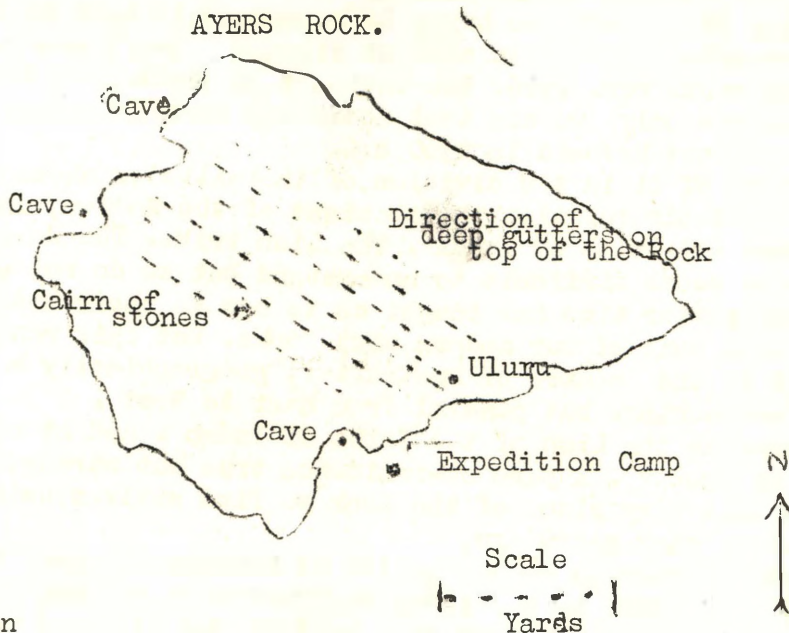 AYERS ROCK.
Cave
Cave.
Direction of
deep gutters on
top of the Rock
Cairn of
stones
Uluru
Cave
Expedition Camp
N
Scale
Yards
n